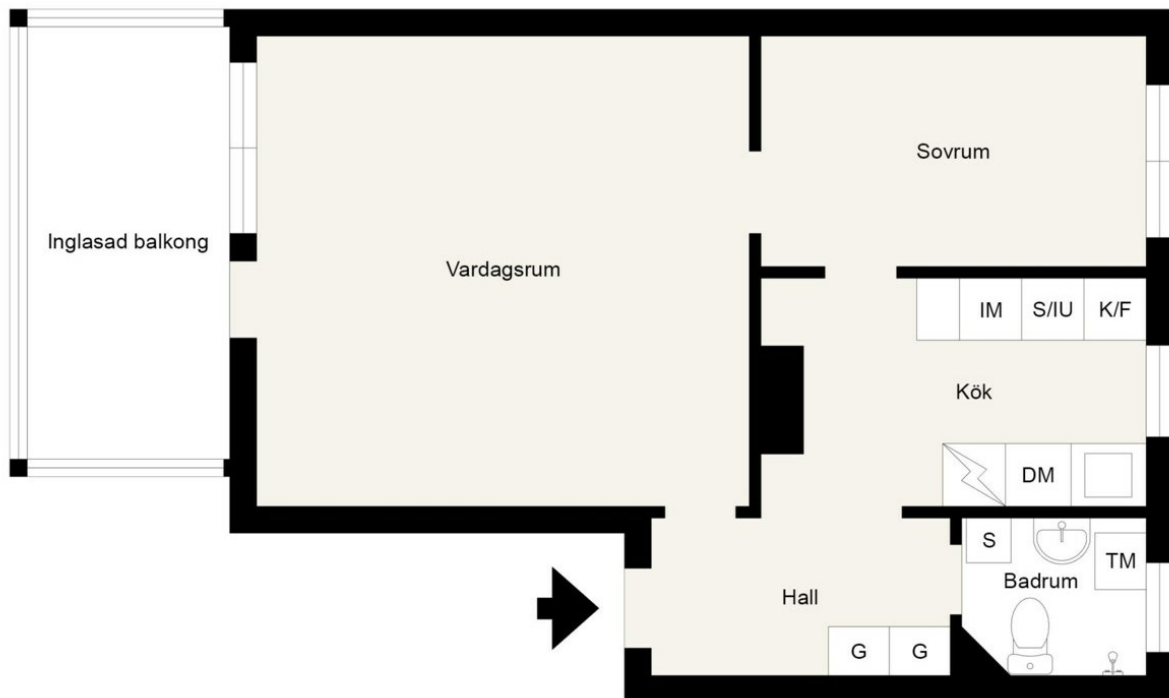 Sovrum
Inglasad balkong
Vardagsrum
IM
S/IU
K/F
Kök
DM
S
TM
Badrum
Hall
G
G